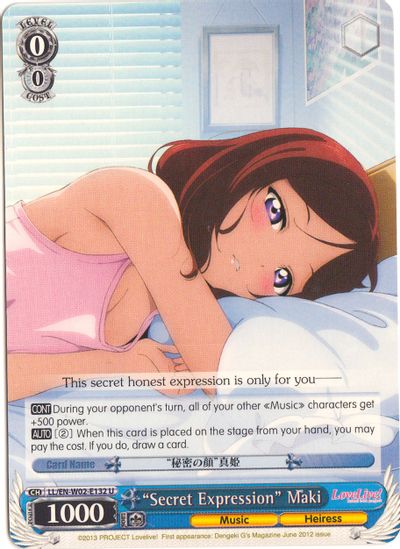 LEVEL
0
0
COST
This secret honest expression is only for you——
CONT During your opponent's turn, all of your other «Music» characters get
+500 power.
AUTO [②] When this card is placed on the stage from your hand, you may
pay the cost. If you do, draw a card.
Card Name
"秘密の顔"真姫
CH LL/EN-W02-E132 U
"Secret Expression" Maki
LoveLive!
POWER
1000
Music
Heiress
©2013 PROJECT Lovelive! First appearance: Dengeki G's Magazine June 2012 issue